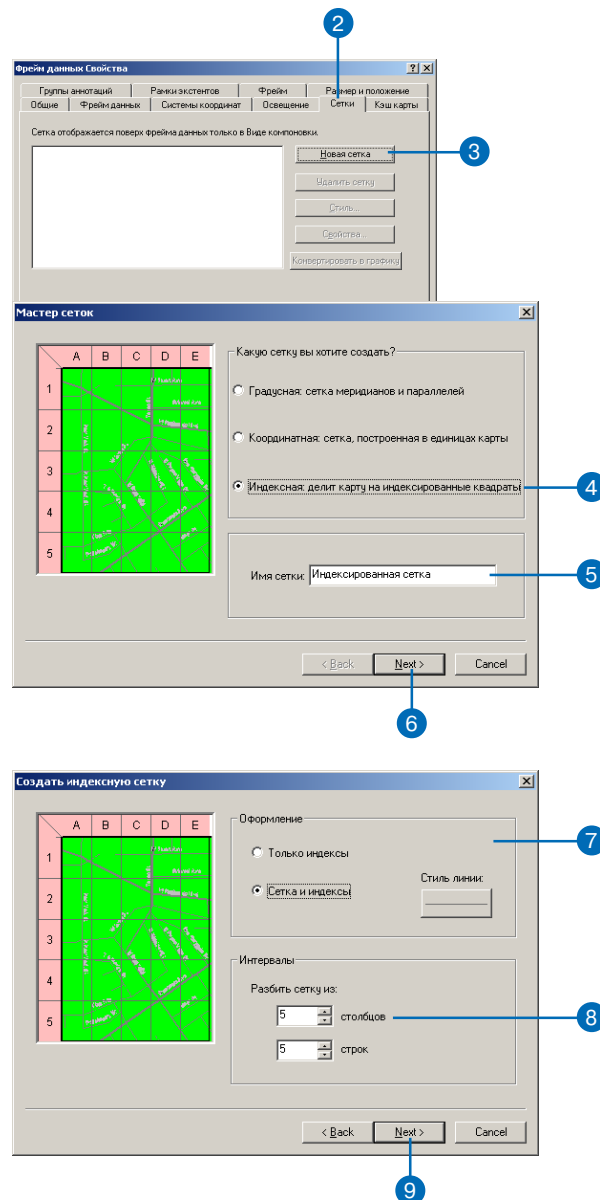 2
Фрейм данных Свойства
Группы аннотаций Рамки экстентов Фрейм Размер и положение
Общие Фрейм данных Системы координат Освещение Сетки Кэш карты
Сетка отображается поверх фрейма данных только в Виде компоновки.
Новая сетка
3
Удалить сетку
Стиль...
Свойства...
Конвертировать в графику
Мастер сеток
A B C D E
1
2
3
4
5
Какую сетку вы хотите создать?
Градусная: сетка меридианов и параллелей
Координатная: сетка, построенная в единицах карты
Индексная: делит карту на индексированные квадраты
4
Имя сетки: Индексированная сетка
5
< Back Next > Cancel
6
Создать индексную сетку
A B C D E
1
2
3
4
5
Оформление
7
Только индексы
Сетка и индексы
Стиль линии:
Интервалы
Разбить сетку из:
5 столбцов
8
5 строк
< Back Next > Cancel
9